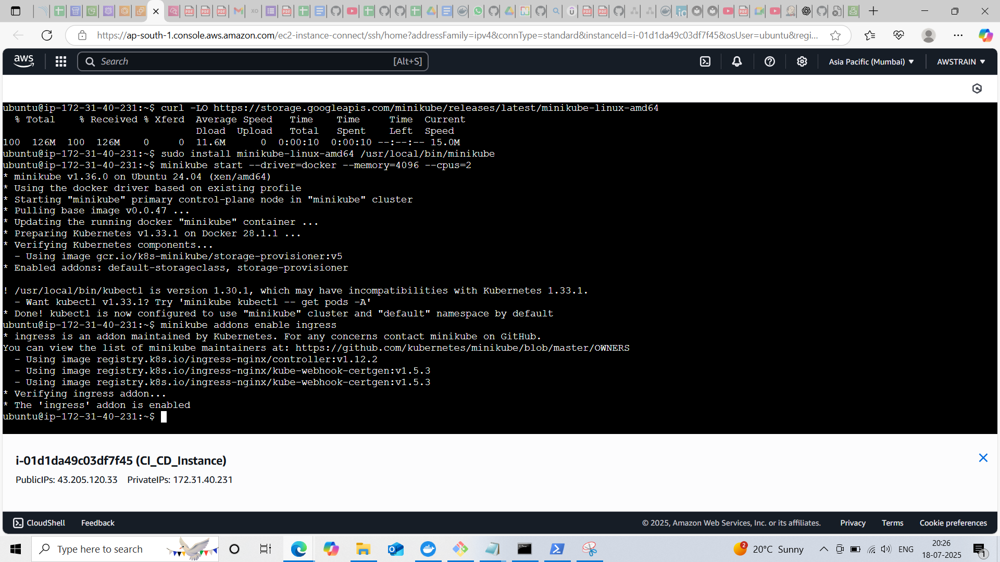 https://ap-south-1.console.aws.amazon.com/ec2-instance-connect/ssh/home?addressFamily=ipv4&connType=standard&instanceId=i-01d1da49c03df7f45&osUser=ubuntu&regi...
aws
Search
[Alt+S]
Asia Pacific (Mumbai)
AWSTRAIN
ubuntu@ip-172-31-40-231:~$ curl -LO https://storage.googleapis.com/minikube/releases/latest/minikube-linux-amd64
% Total % Received % Xferd Average Speed Time Time Time Current
Dload Upload Total Spent Left Speed
100 126M 100 126M 0 0 11.6M 0 0:00:10 0:00:10 --:--:-- 15.0M
ubuntu@ip-172-31-40-231:~$ sudo install minikube-linux-amd64 /usr/local/bin/minikube
ubuntu@ip-172-31-40-231:~$ minikube start --driver=docker --memory=4096 --cpus=2
* minikube v1.36.0 on Ubuntu 24.04 (xen/amd64)
* Using the docker driver based on existing profile
* Starting "minikube" primary control-plane node in "minikube" cluster
* Pulling base image v0.0.47 ...
* Updating the running docker "minikube" container ...
* Preparing Kubernetes v1.33.1 on Docker 28.1.1 ...
* Verifying Kubernetes components...
- Using image gcr.io/k8s-minikube/storage-provisioner:v5
* Enabled addons: default-storageclass, storage-provisioner
! /usr/local/bin/kubectl is version 1.30.1, which may have incompatibilities with Kubernetes 1.33.1.
- Want kubectl v1.33.1? Try 'minikube kubectl -- get pods -A'
* Done! kubectl is now configured to use "minikube" cluster and "default" namespace by default
ubuntu@ip-172-31-40-231:~$ minikube addons enable ingress
* ingress is an addon maintained by Kubernetes. For any concerns contact minikube on GitHub.
You can view the list of minikube maintainers at: https://github.com/kubernetes/minikube/blob/master/OWNERS
- Using image registry.k8s.io/ingress-nginx/controller:v1.12.2
- Using image registry.k8s.io/ingress-nginx/kube-webhook-certgen:v1.5.3
- Using image registry.k8s.io/ingress-nginx/kube-webhook-certgen:v1.5.3
* Verifying ingress addon...
* The 'ingress' addon is enabled
ubuntu@ip-172-31-40-231:~$
i-01d1da49c03df7f45 (CI_CD_Instance)
PublicIPs: 43.205.120.33 PrivateIPs: 172.31.40.231
CloudShell
Feedback
© 2025, Amazon Web Services, Inc. or its affiliates.
Privacy
Terms
Cookie preferences
Type here to search
2
20°C Sunny
ENG
20:26
18-07-2025
1